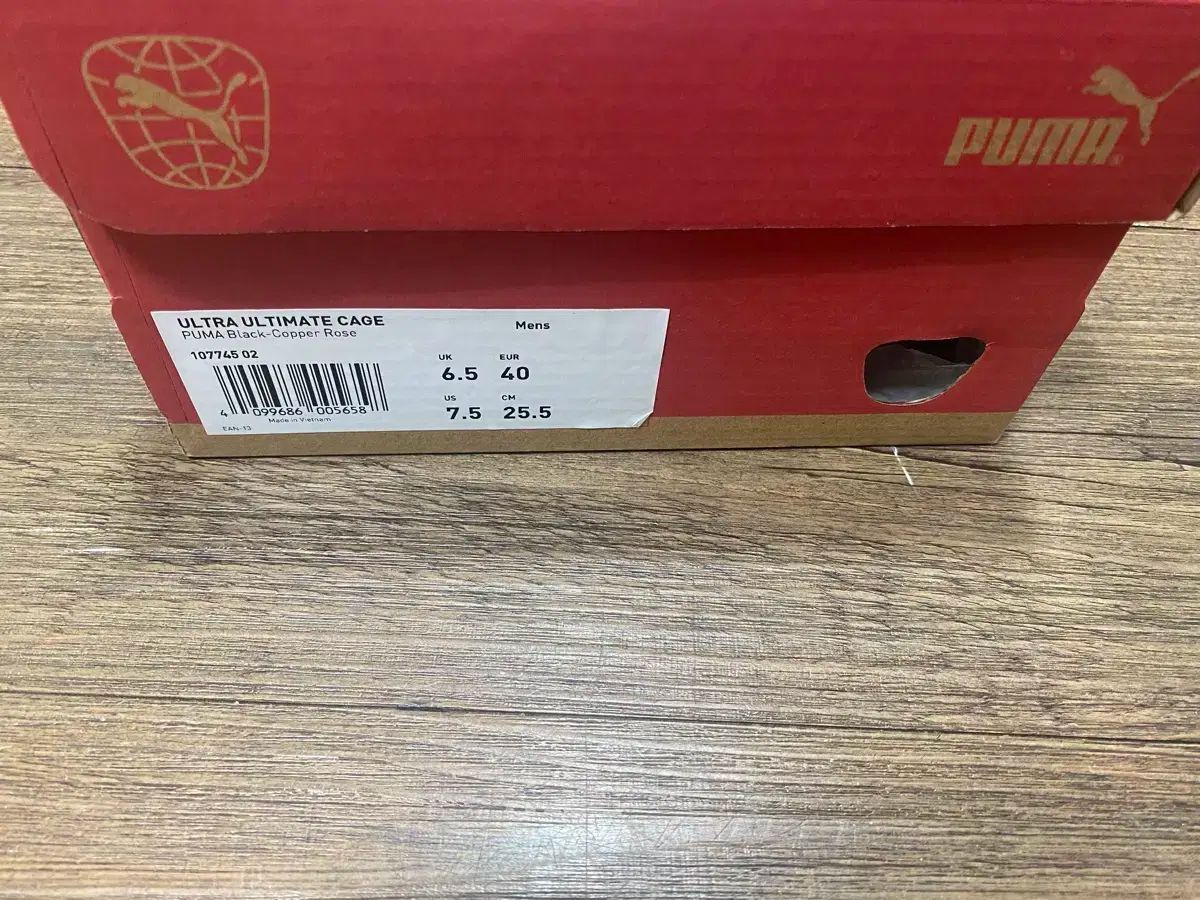 PUMA®
ULTRA ULTIMATE CAGE
Mens
PUMA Black-Copper Rose
107745 02
UK EUR
6.5 40
US CM
7.5 25.5
4 099686 005658
Made in Vietnam
EAN-13